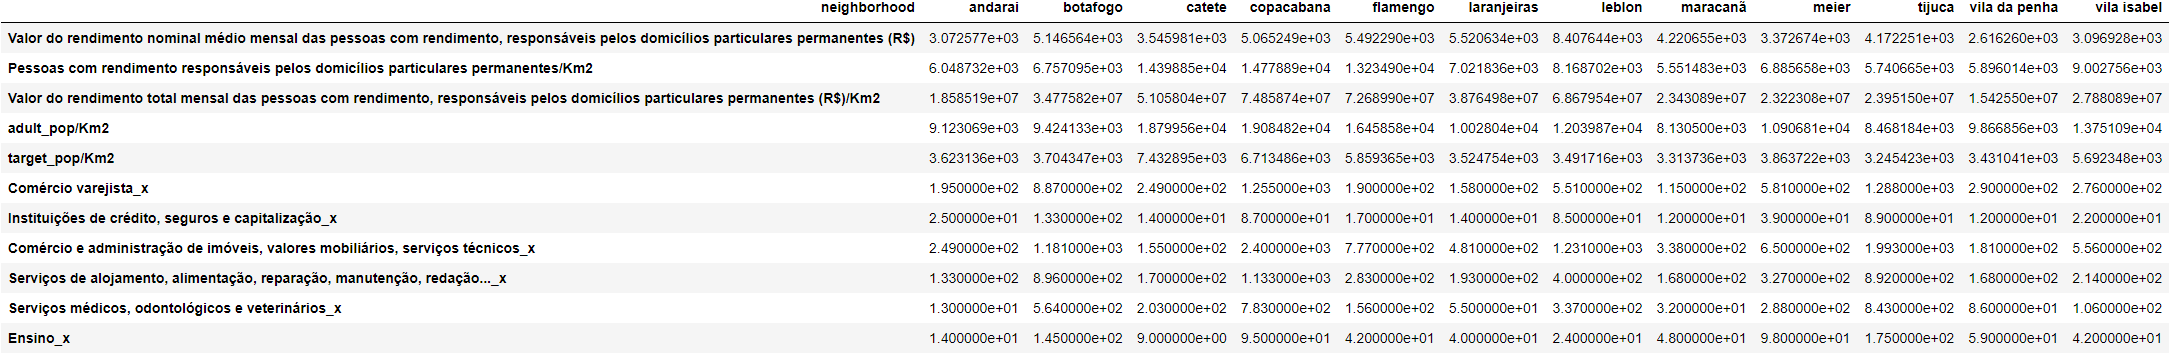 neighborhood andarai botafogo catete copacabana flamengo laranjeiras leblon maracanã meier tijuca vila da penha vila isabel
Valor do rendimento nominal médio mensal das pessoas com rendimento, responsáveis pelos domicílios particulares permanentes (R$) 3.072577e+03 5.146564e+03 3.545981e+03 5.065249e+03 5.492290e+03 5.520634e+03 8.407644e+03 4.220655e+03 3.372674e+03 4.172251e+03 2.616260e+03 3.096928e+03
Pessoas com rendimento responsáveis pelos domicílios particulares permanentes/Km2 6.048732e+03 6.757095e+03 1.439885e+04 1.477889e+04 1.323490e+04 7.021836e+03 8.168702e+03 5.551483e+03 6.885658e+03 5.740665e+03 5.896014e+03 9.002756e+03
Valor do rendimento total mensal das pessoas com rendimento, responsáveis pelos domicílios particulares permanentes (R$)/Km2 1.858519e+07 3.477582e+07 5.105804e+07 7.485874e+07 7.268990e+07 3.876498e+07 6.867954e+07 2.343089e+07 2.322308e+07 2.395150e+07 1.542550e+07 2.788089e+07
adult_pop/Km2 9.123069e+03 9.424133e+03 1.879956e+04 1.908482e+04 1.645858e+04 1.002804e+04 1.203987e+04 8.130500e+03 1.090681e+04 8.468184e+03 9.866856e+03 1.375109e+04
target_pop/Km2 3.623136e+03 3.704347e+03 7.432895e+03 6.713486e+03 5.859365e+03 3.524754e+03 3.491716e+03 3.313736e+03 3.863722e+03 3.245423e+03 3.431041e+03 5.692348e+03
Comércio varejista_x 1.950000e+02 8.870000e+02 2.490000e+02 1.255000e+03 1.900000e+02 1.580000e+02 5.510000e+02 1.150000e+02 5.810000e+02 1.288000e+03 2.900000e+02 2.760000e+02
Instituições de crédito, seguros e capitalização_x 2.500000e+01 1.330000e+02 1.400000e+01 8.700000e+01 1.700000e+01 1.400000e+01 8.500000e+01 1.200000e+01 3.900000e+01 8.900000e+01 1.200000e+01 2.200000e+01
Comércio e administração de imóveis, valores mobiliários, serviços técnicos_x 2.490000e+02 1.181000e+03 1.550000e+02 2.400000e+03 7.770000e+02 4.810000e+02 1.231000e+03 3.380000e+02 6.500000e+02 1.993000e+03 1.810000e+02 5.560000e+02
Serviços de alojamento, alimentação, reparação, manutenção, redação..._x 1.330000e+02 8.960000e+02 1.700000e+02 1.133000e+03 2.830000e+02 1.930000e+02 4.000000e+02 1.680000e+02 3.270000e+02 8.920000e+02 1.680000e+02 2.140000e+02
Serviços médicos, odontológicos e veterinários_x 1.300000e+01 5.640000e+02 2.030000e+02 7.830000e+02 1.560000e+02 5.500000e+01 3.370000e+02 3.200000e+01 2.880000e+02 8.430000e+02 8.600000e+01 1.060000e+02
Ensino_x 1.400000e+01 1.450000e+02 9.000000e+00 9.500000e+01 4.200000e+01 4.000000e+01 2.400000e+01 4.800000e+01 9.800000e+01 1.750000e+02 5.900000e+01 4.200000e+01